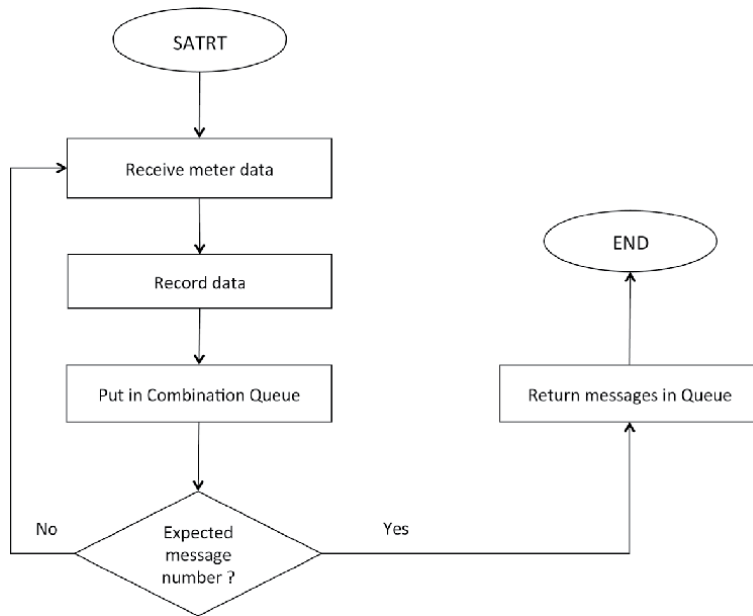 SATRT
Receive meter data
Record data
Put in Combination Queue
No
Expected
message
number ?
Yes
Return messages in Queue
END